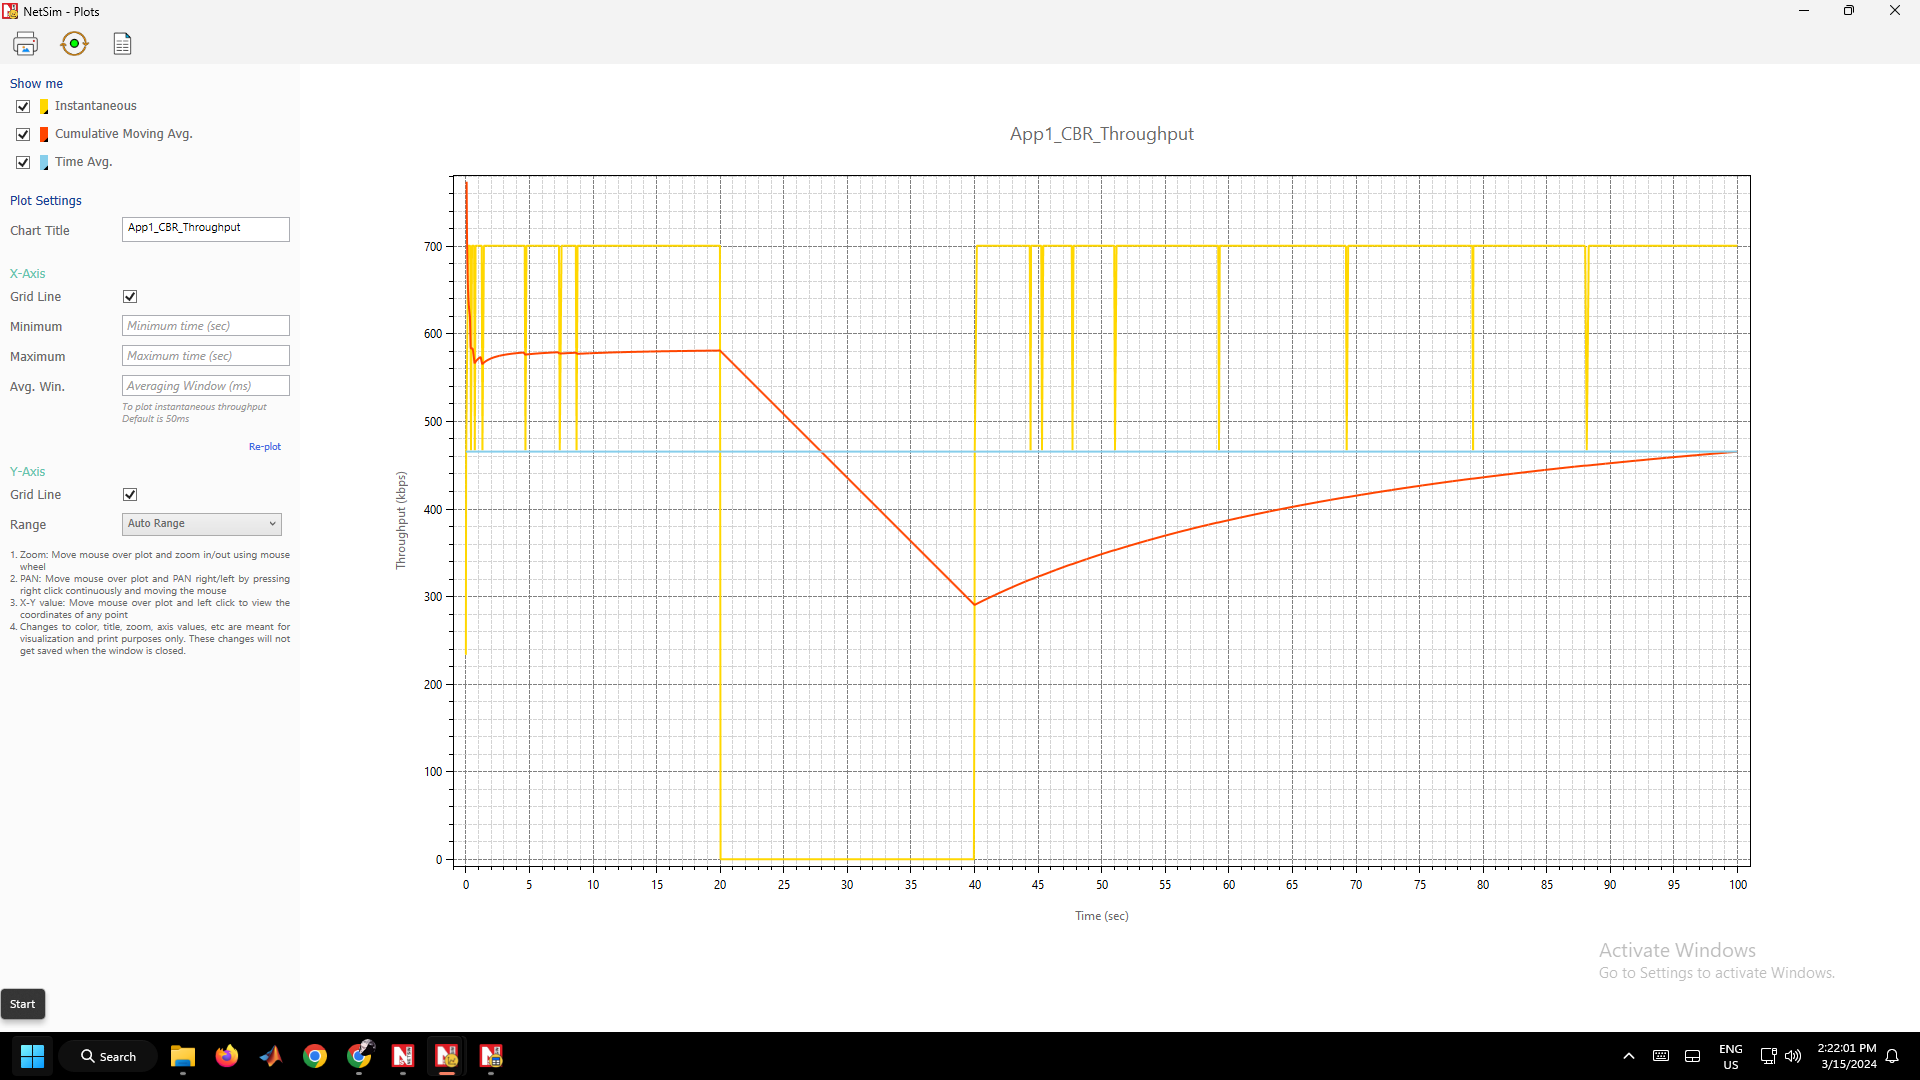 NetSim - Plots
Show me
Instantaneous
Cumulative Moving Avg.
Time Avg.
Plot Settings
Chart Title
App1_CBR_Throughput
X-Axis
Grid Line
Minimum
Minimum time (sec)
Maximum
Maximum time (sec)
Avg. Win.
Averaging Window (ms)
To plot instantaneous throughput
Default is 50ms
Re-plot
Y-Axis
Grid Line
Range
Auto Range
1. Zoom: Move mouse over plot and zoom in/out using mouse
wheel
2. PAN: Move mouse over plot and PAN right/left by pressing
right click continuously and moving the mouse
3. X-Y value: Move mouse over plot and left click to view the
coordinates of any point
4. Changes to color, title, zoom, axis values, etc are meant for
visualization and print purposes only. These changes will not
get saved when the window is closed.
App1_CBR_Throughput
Throughput (kbps)
700
600
500
400
300
200
100
0
0 5 10 15 20 25 30 35 40 45 50 55 60 65 70 75 80 85 90 95 100
Time (sec)
Activate Windows
Go to Settings to activate Windows.
Start
Search
ENG
US
2:22:01 PM
3/15/2024